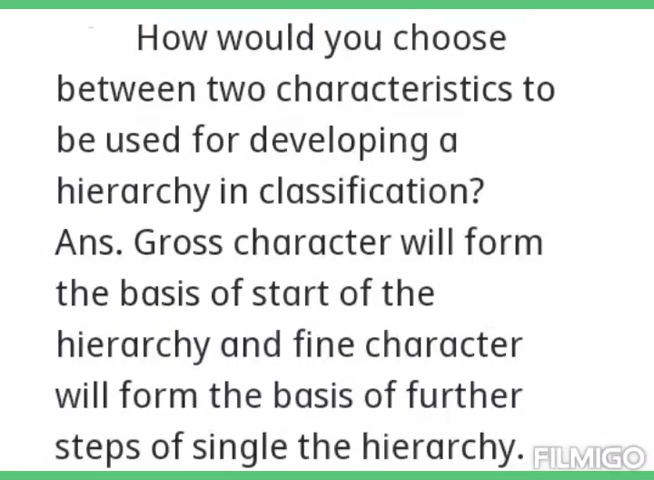 How would you choose
between two characteristics to
be used for developing a
hierarchy in classification?
Ans. Gross character will form
the basis of start of the
hierarchy and fine character
will form the basis of further
steps of single the hierarchy.
FILMIGO